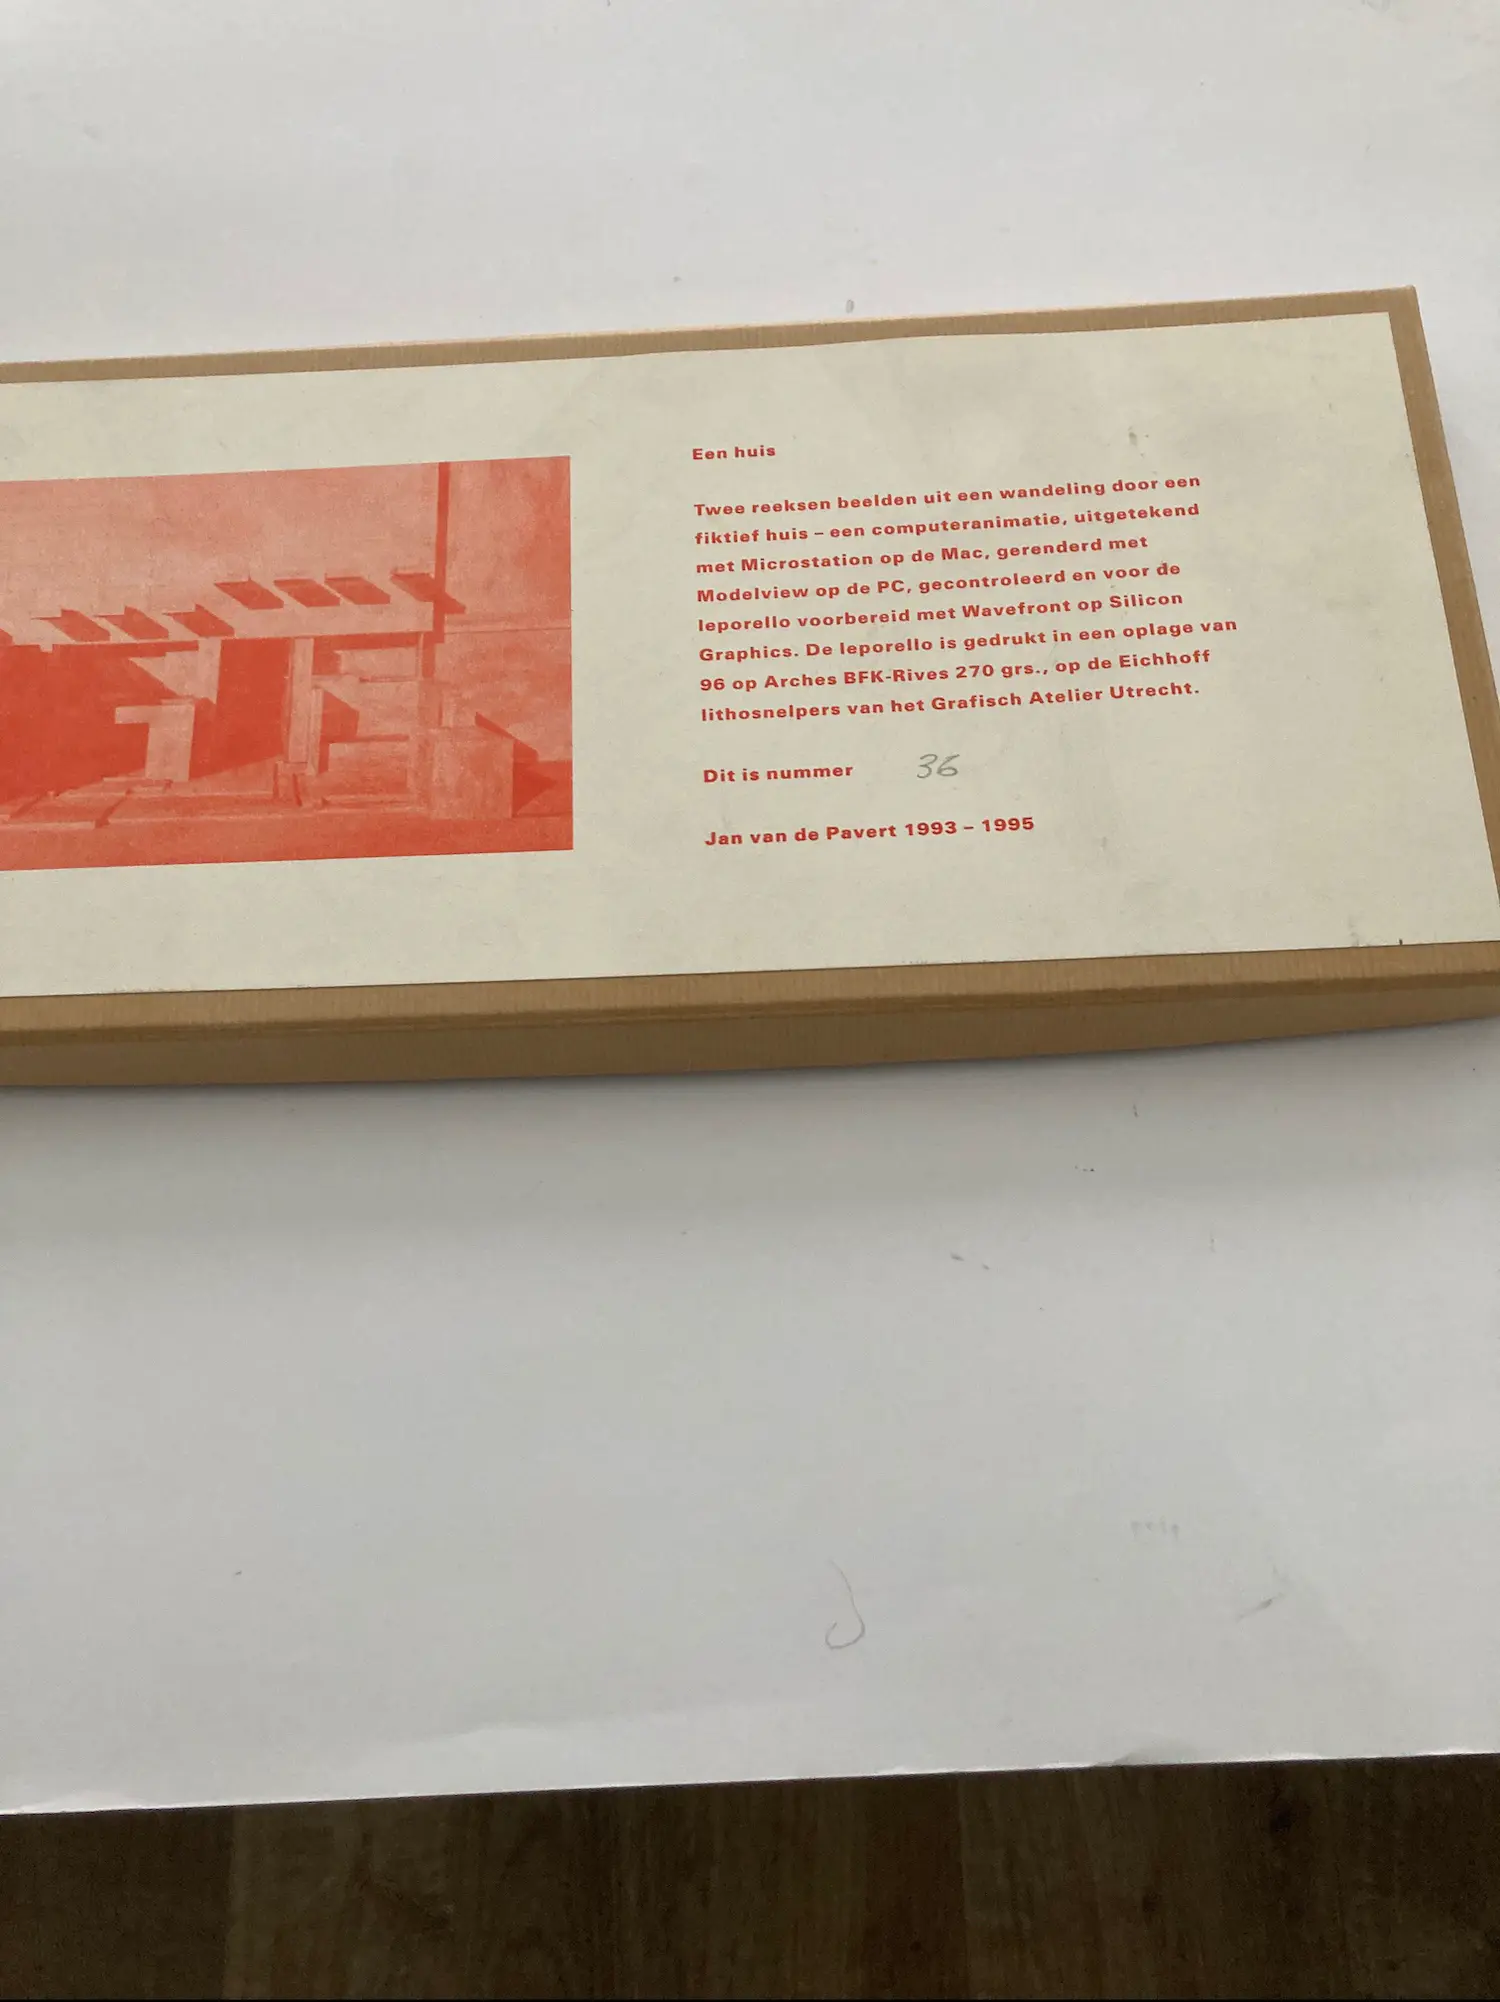 Een huis
Twee reeksen beelden uit een wandeling door een
fiktief huis – een computeranimatie, uitgetekend
met Microstation op de Mac, gerenderd met
Modelview op de PC, gecontroleerd en voor de
leporello voorbereid met Wavefront op Silicon
Graphics. De leporello is gedrukt in een oplage van
96 op Arches BFK-Rives 270 grs., op de Eichhoff
lithosnelpers van het Grafisch Atelier Utrecht.
Dit is nummer 36
Jan van de Pavert 1993 – 1995